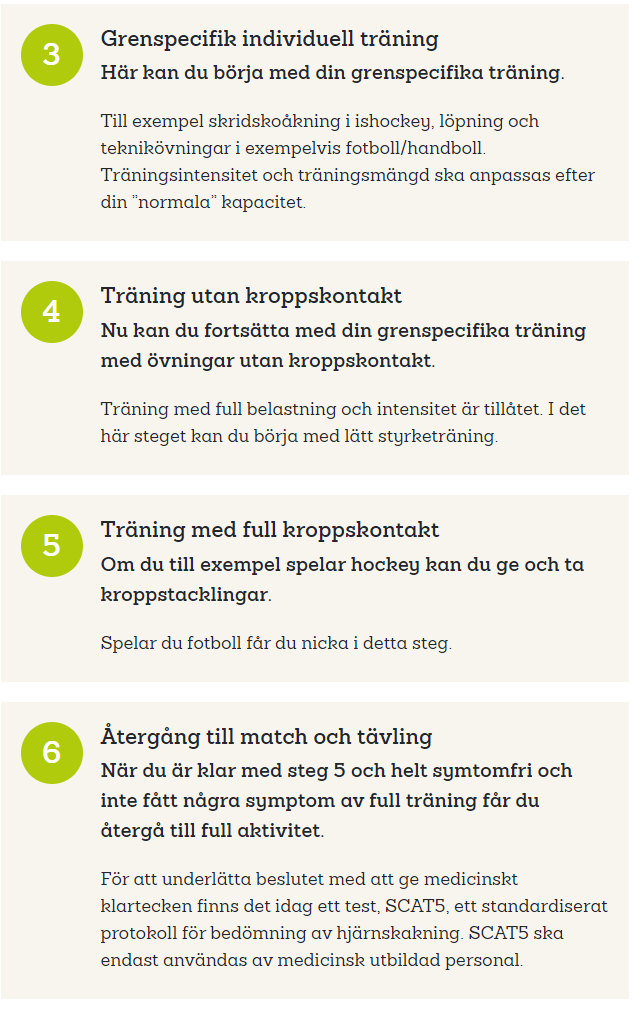 3
Grenspecifik individuell träning
Här kan du börja med din grenspecifika träning.
Till exempel skridskoåkning i ishockey, löpning och
teknikövningar i exempelvis fotboll/handboll.
Träningsintensitet och träningsmängd ska anpassas efter
din ”normala” kapacitet.
4
Träning utan kroppskontakt
Nu kan du fortsätta med din grenspecifika träning
med övningar utan kroppskontakt.
Träning med full belastning och intensitet är tillåtet. I det
här steget kan du börja med lätt styrketräning.
5
Träning med full kroppskontakt
Om du till exempel spelar hockey kan du ge och ta
kroppstacklingar.
Spelar du fotboll får du nicka i detta steg.
6
Återgång till match och tävling
När du är klar med steg 5 och helt symtomfri och
inte fått några symptom av full träning får du
återgå till full aktivitet.
För att underlätta beslutet med att ge medicinskt
klartecken finns det idag ett test, SCAT5, ett standardiserat
protokoll för bedömning av hjärnskakning. SCAT5 ska
endast användas av medicinsk utbildad personal.